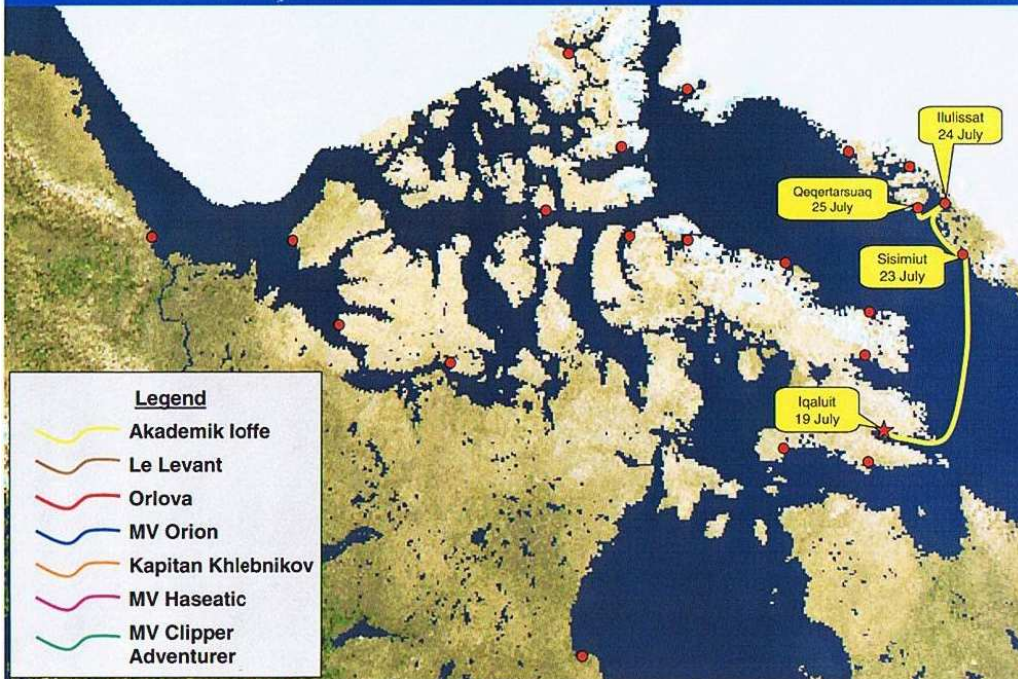 Ilulissat
24 July
Qeqertarsuaq
25 July
Sisimiut
23 July
Iqaluit
19 July
Legend
Akademik Ioffe
Le Levant
Orlova
MV Orion
Kapitan Khlebnikov
MV Haseatic
MV Clipper
Adventurer